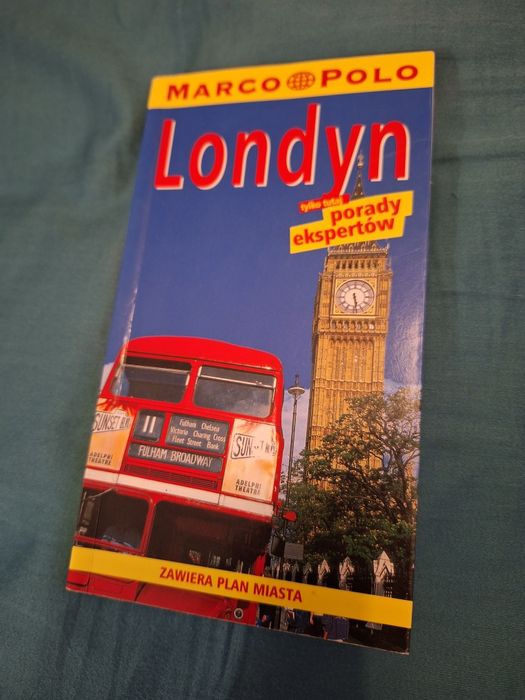 MARCO POLO
Londyn
tylko tutaj
porady
ekspertów
SUNSET
11
Fulham Chelsea
Victoria Charing Cross
Fleet Street Bank
FULHAM BROADWAY
ADELPHI
THEATRE
SUN
ADELPHI
THEATRE
ZAWIERA PLAN MIASTA